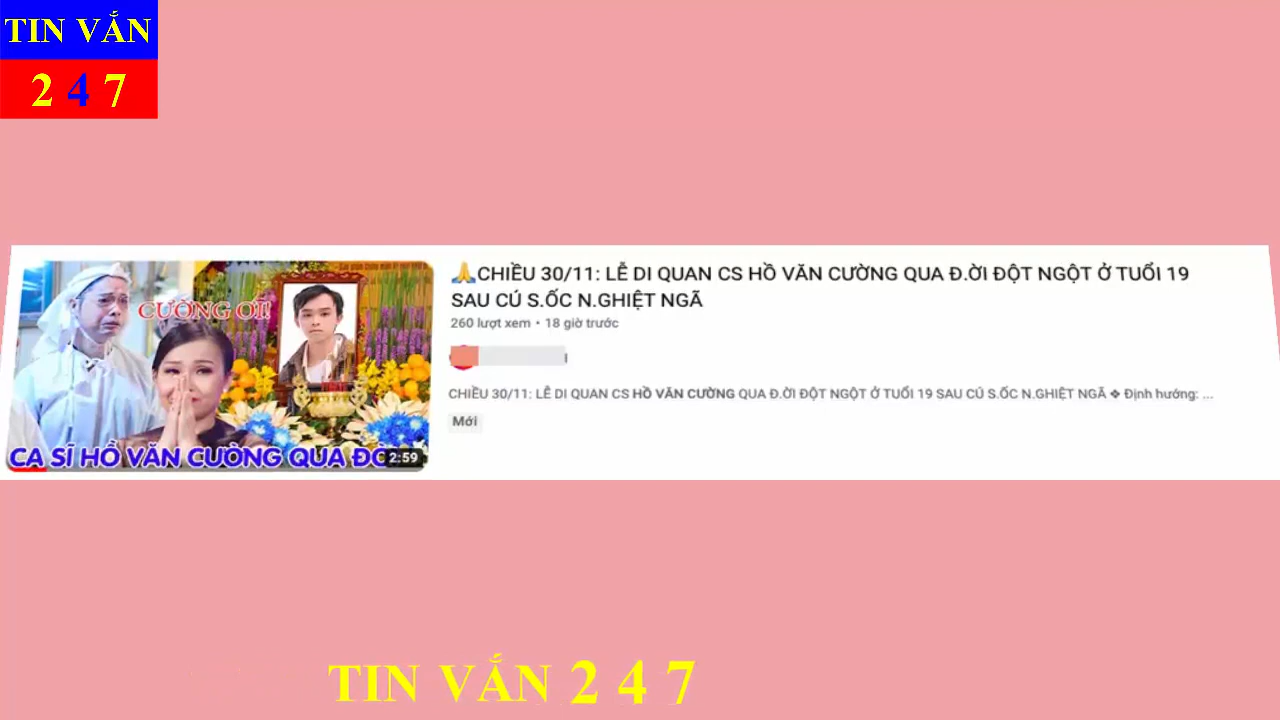 TIN VẮN
2 4 7
🙏CHIỀU 30/11: LỄ DI QUAN CS HỒ VĂN CƯỜNG QUA Đ.ỜI ĐỘT NGỘT Ở TUỔI 19
SAU CÚ S.ỐC N.GHIỆT NGÃ
260 lượt xem • 18 giờ trước
CHIỀU 30/11: LỄ DI QUAN CS HỒ VĂN CƯỜNG QUA Đ.ỜI ĐỘT NGỘT Ở TUỔI 19 SAU CÚ S.ỐC N.GHIỆT NGÃ ❖ Định hướng: ...
Mới
CƯỜNG ƠI!
CA SĨ HỒ VĂN CƯỜNG QUA
2:59
TIN VẮN 2 4 7